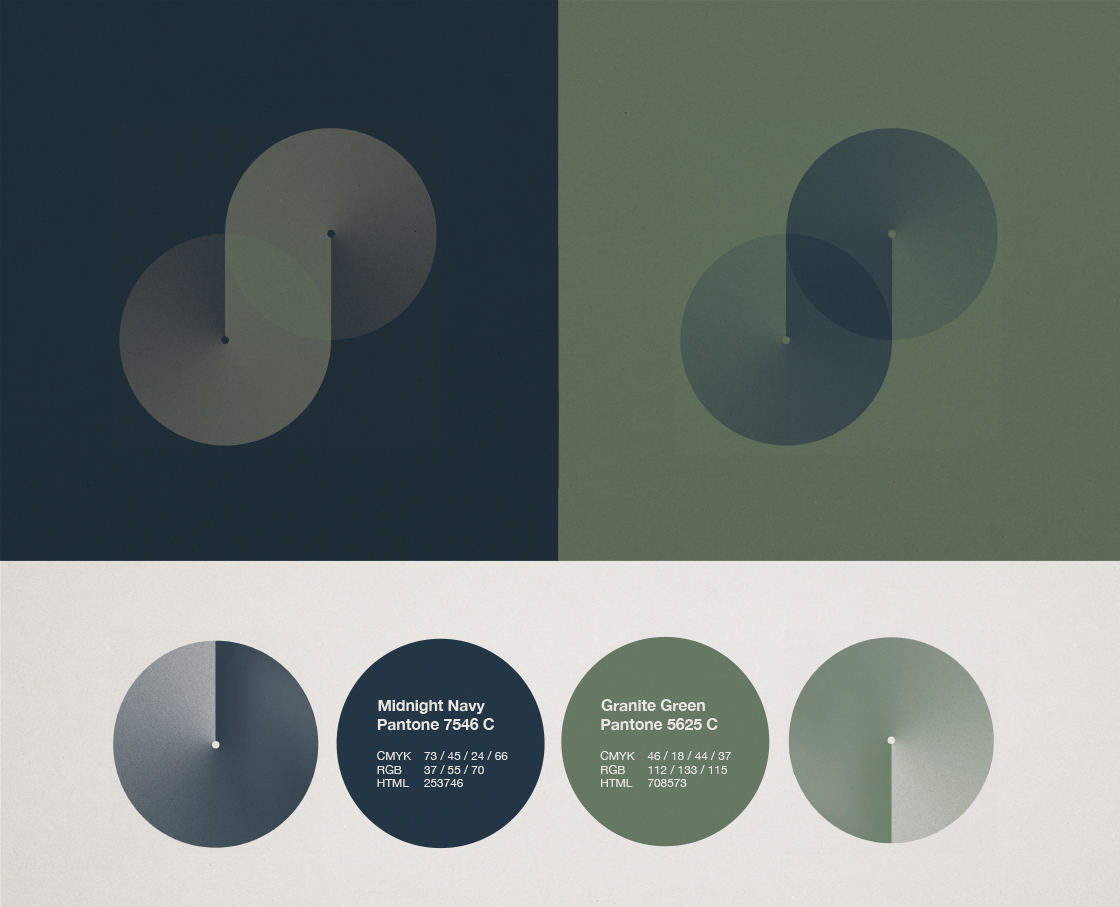 Midnight Navy
Pantone 7546 C
CMYK 73 / 45 / 24 / 66
RGB 37 / 55 / 70
HTML 253746
Granite Green
Pantone 5625 C
CMYK 46 / 18 / 44 / 37
RGB 112 / 133 / 115
HTML 708573